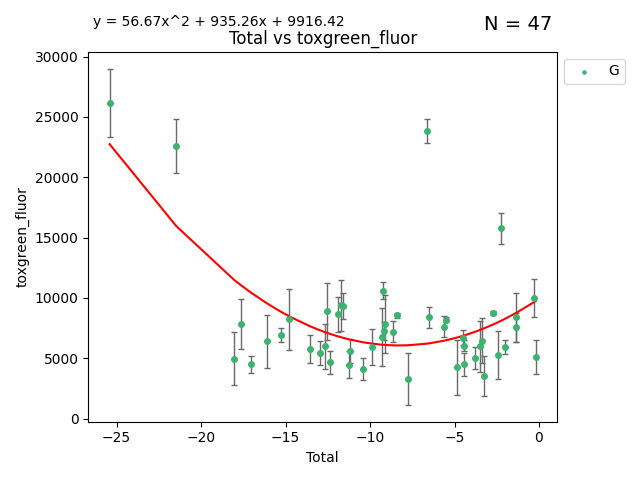 y = 56.67x^2 + 935.26x + 9916.42
N = 47
Total vs toxgreen_fluor
G
30000
25000
20000
15000
10000
5000
0
toxgreen_fluor
−25 −20 −15 −10 −5 0
Total